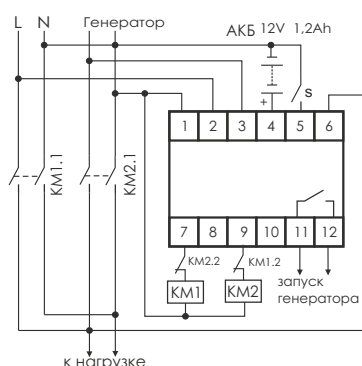 L N Генератор АКБ 12V 1,2Ah
+ S
1 2 3 4 5 6
KM1.1 KM2.1
7 8 9 10 11 12
KM2.2 KM1.2
KM1 KM2
запуск
генератора
к нагрузке